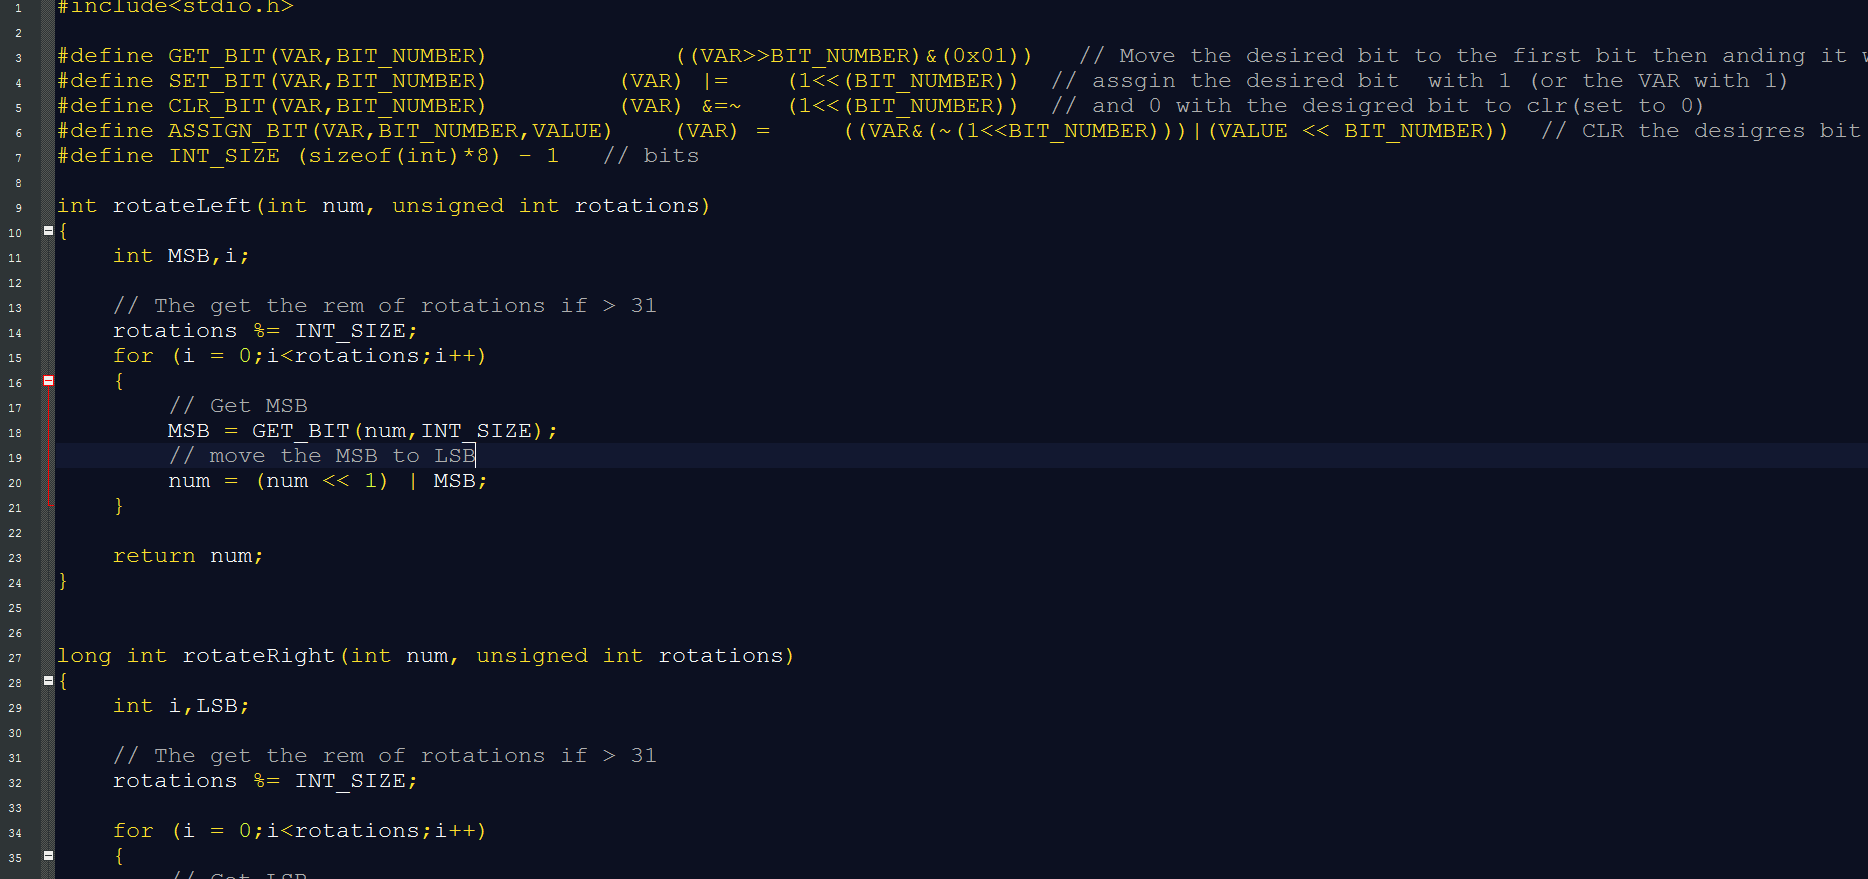 1 #include<stdio.h>
2
3 #define GET_BIT(VAR,BIT_NUMBER) ((VAR>>BIT_NUMBER)&(0x01)) // Move the desired bit to the first bit then anding it
4 #define SET_BIT(VAR,BIT_NUMBER) (VAR) |= (1<<(BIT_NUMBER)) // assgin the desired bit with 1 (or the VAR with 1)
5 #define CLR_BIT(VAR,BIT_NUMBER) (VAR) &=~ (1<<(BIT_NUMBER)) // and 0 with the desigred bit to clr(set to 0)
6 #define ASSIGN_BIT(VAR,BIT_NUMBER,VALUE) (VAR) = ((VAR&(~(1<<BIT_NUMBER)))|(VALUE << BIT_NUMBER)) // CLR the desigres bit
7 #define INT_SIZE (sizeof(int)*8) - 1 // bits
8
9 int rotateLeft(int num, unsigned int rotations)
10 {
11 int MSB,i;
12
13 // The get the rem of rotations if > 31
14 rotations %= INT_SIZE;
15 for (i = 0;i<rotations;i++)
16 {
17 // Get MSB
18 MSB = GET_BIT(num,INT_SIZE);
19 // move the MSB to LSB
20 num = (num << 1) | MSB;
21 }
22
23 return num;
24 }
25
26
27 long int rotateRight(int num, unsigned int rotations)
28 {
29 int i,LSB;
30
31 // The get the rem of rotations if > 31
32 rotations %= INT_SIZE;
33
34 for (i = 0;i<rotations;i++)
35 {
// Get LSB